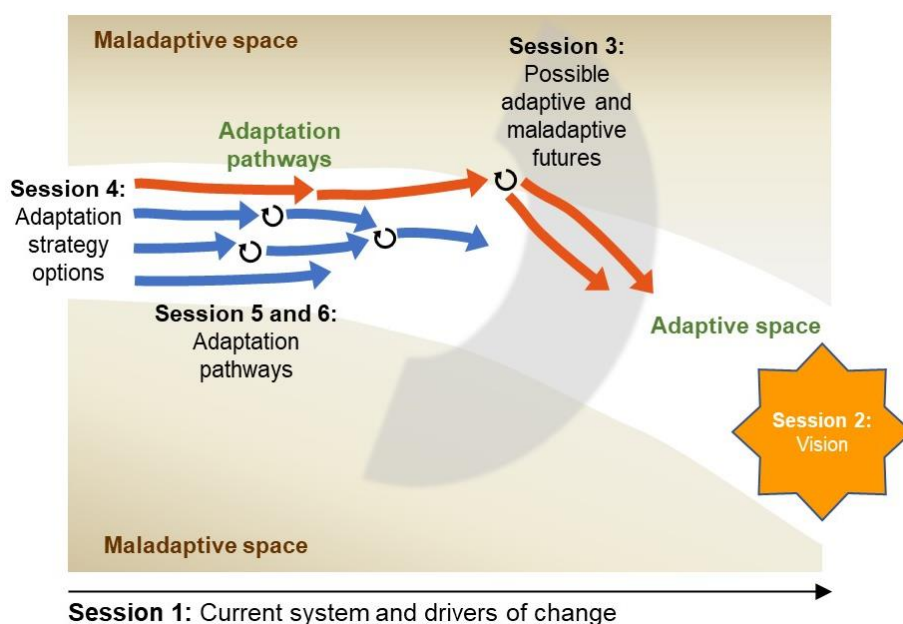 Maladaptive space
Session 3:
Possible
adaptive and
maladaptive
futures
Adaptation
pathways
Session 4:
Adaptation
strategy
options
Session 5 and 6:
Adaptation
pathways
Adaptive space
Session 2:
Vision
Maladaptive space
Session 1: Current system and drivers of change